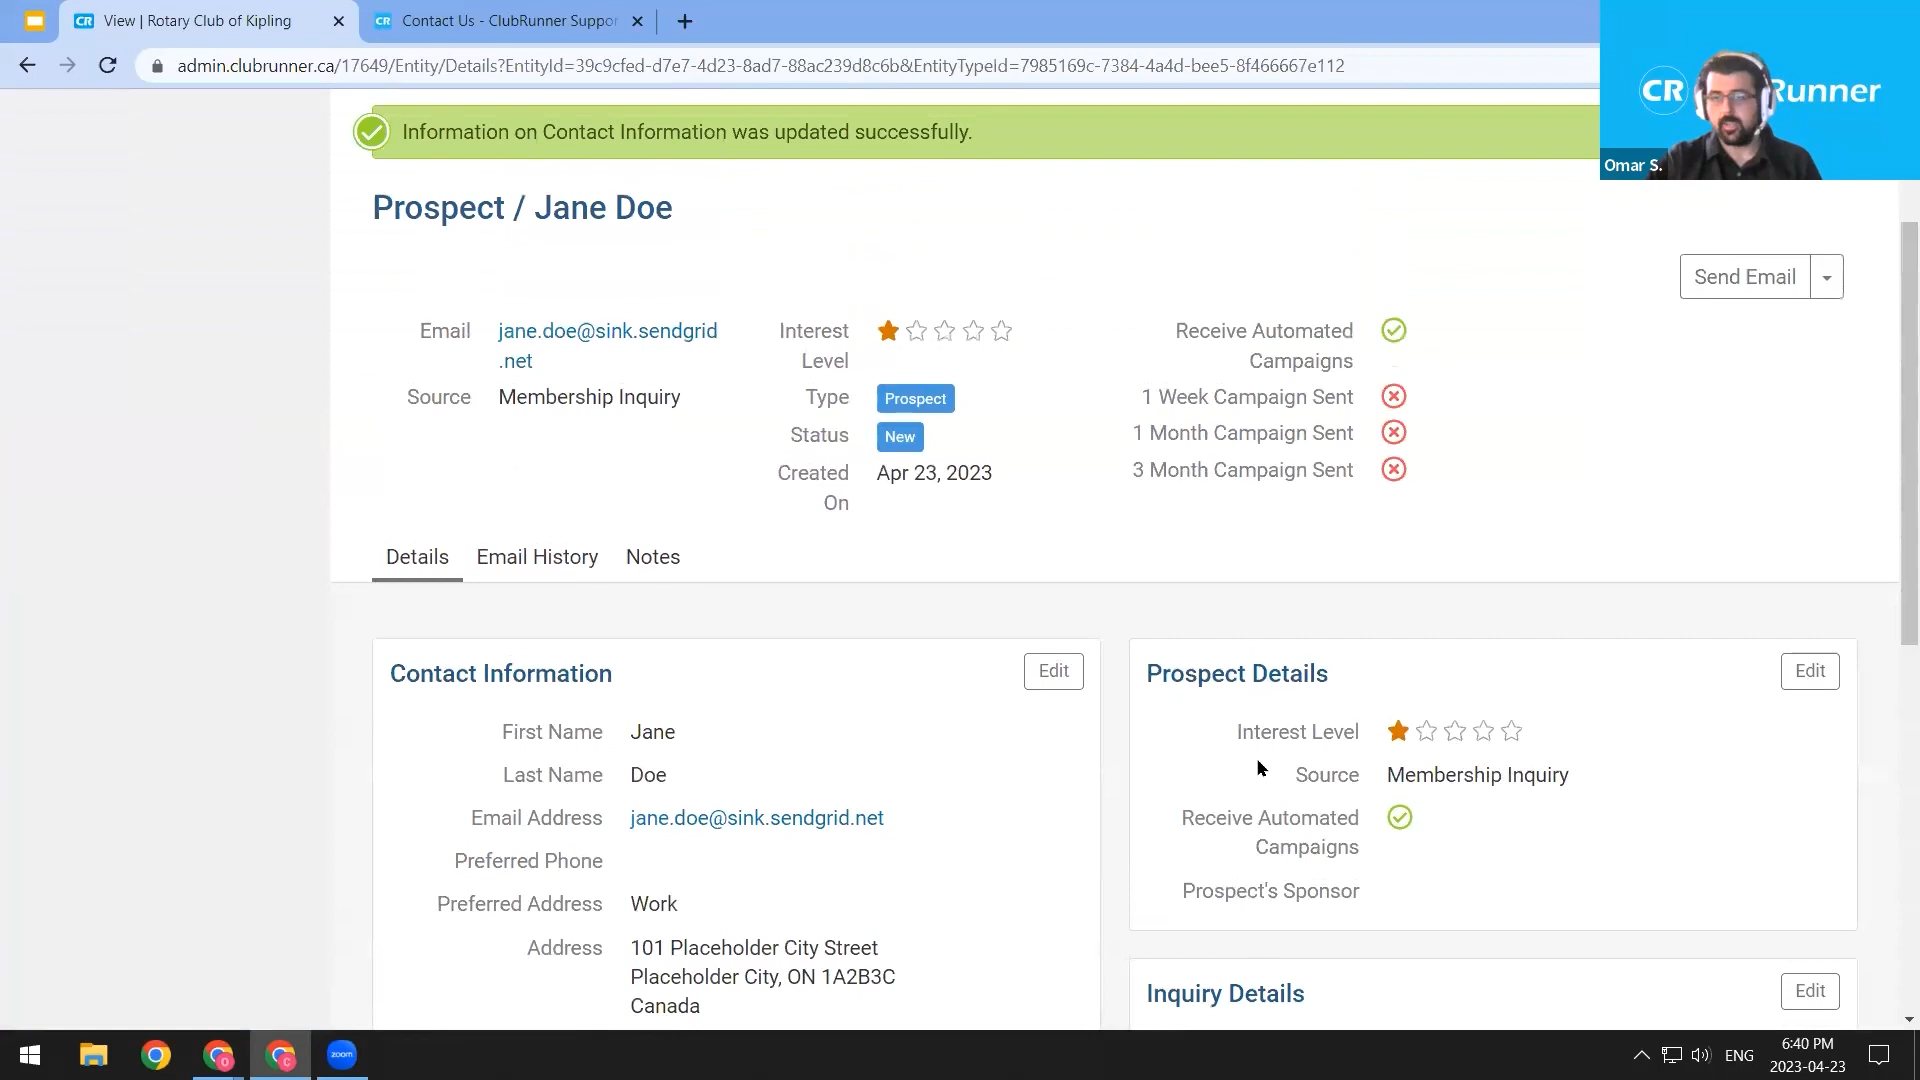 View | Rotary Club of Kipling
Contact Us - ClubRunner Suppor
admin.clubrunner.ca/17649/Entity/Details?EntityId=39c9cfed-d7e7-4d23-8ad7-88ac239d8c6b&EntityTypeId=7985169c-7384-4a4d-bee5-8f466667e112
CR Runner
Omar S.
Information on Contact Information was updated successfully.
Prospect / Jane Doe
Send Email
Email jane.doe@sink.sendgrid
.net
Source Membership Inquiry
Interest
Level
Type Prospect
Status New
Created Apr 23, 2023
On
Receive Automated
Campaigns
1 Week Campaign Sent
1 Month Campaign Sent
3 Month Campaign Sent
Details Email History Notes
Contact Information Edit
First Name Jane
Last Name Doe
Email Address jane.doe@sink.sendgrid.net
Preferred Phone
Preferred Address Work
Address 101 Placeholder City Street
Placeholder City, ON 1A2B3C
Canada
Prospect Details Edit
Interest Level
Source Membership Inquiry
Receive Automated
Campaigns
Prospect's Sponsor
Inquiry Details Edit
zoom
ENG
6:40 PM
2023-04-23